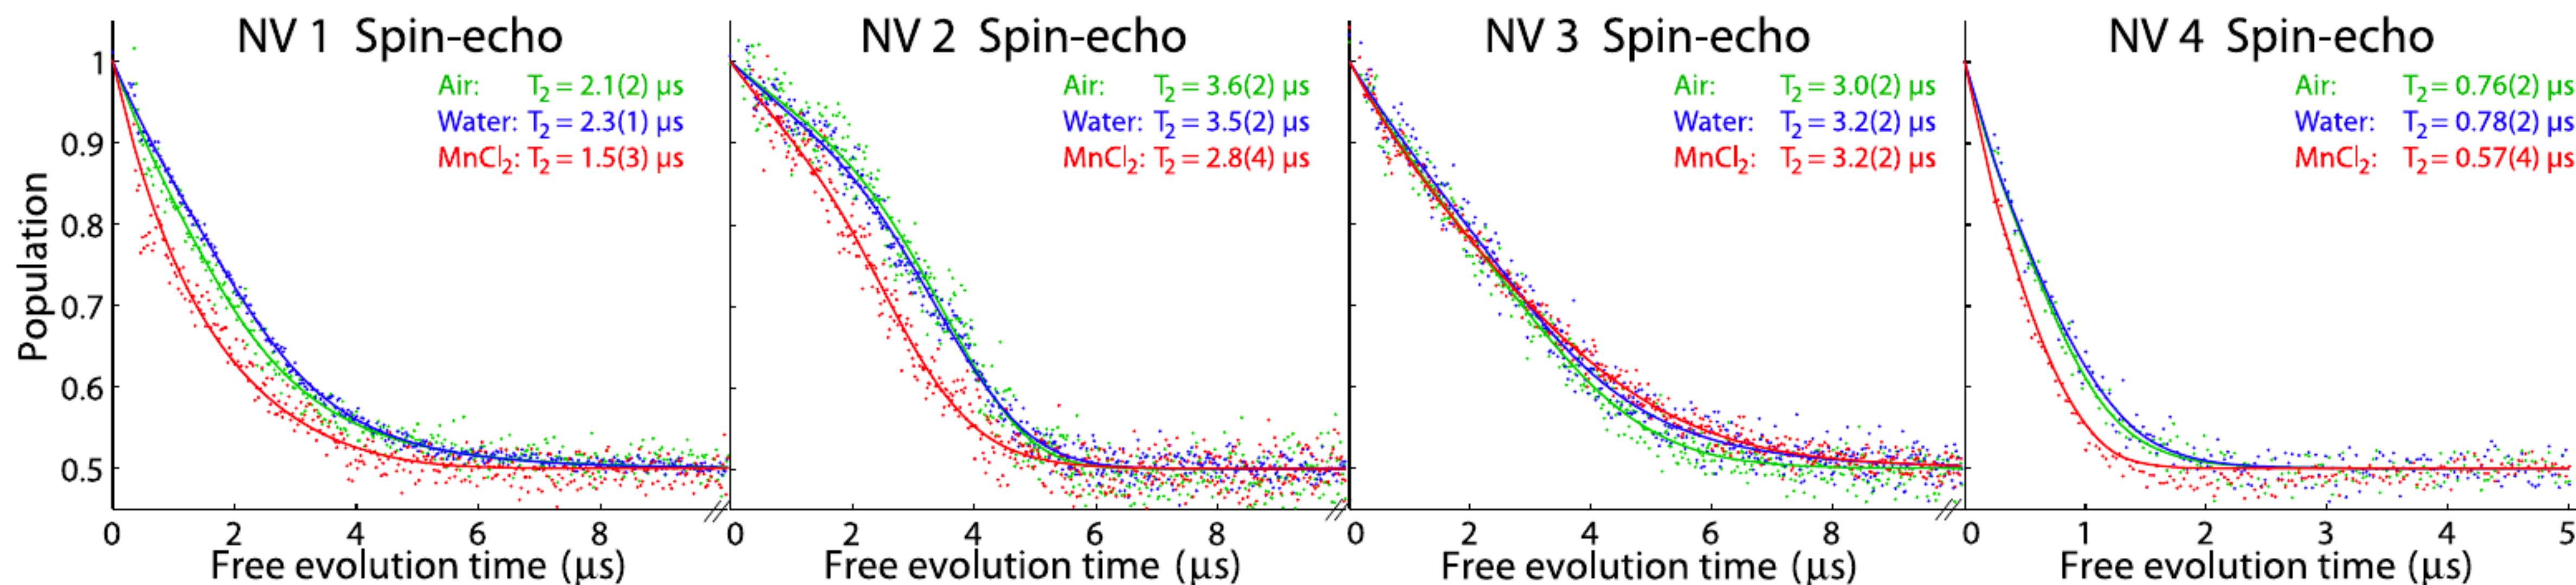 NV 1 Spin-echo
Air: T2 = 2.1(2) µs
Water: T2 = 2.3(1) µs
MnCl2: T2 = 1.5(3) µs
NV 2 Spin-echo
Air: T2 = 3.6(2) µs
Water: T2 = 3.5(2) µs
MnCl2: T2 = 2.8(4) µs
NV 3 Spin-echo
Air: T2 = 3.0(2) µs
Water: T2 = 3.2(2) µs
MnCl2: T2 = 3.2(2) µs
NV 4 Spin-echo
Air: T2 = 0.76(2) µs
Water: T2 = 0.78(2) µs
MnCl2: T2 = 0.57(4) µs
Population
1
0.9
0.8
0.7
0.6
0.5
0 2 4 6 8
Free evolution time (µs)
0 2 4 6 8
Free evolution time (µs)
0 2 4 6 8
Free evolution time (µs)
0 1 2 3 4 5
Free evolution time (µs)